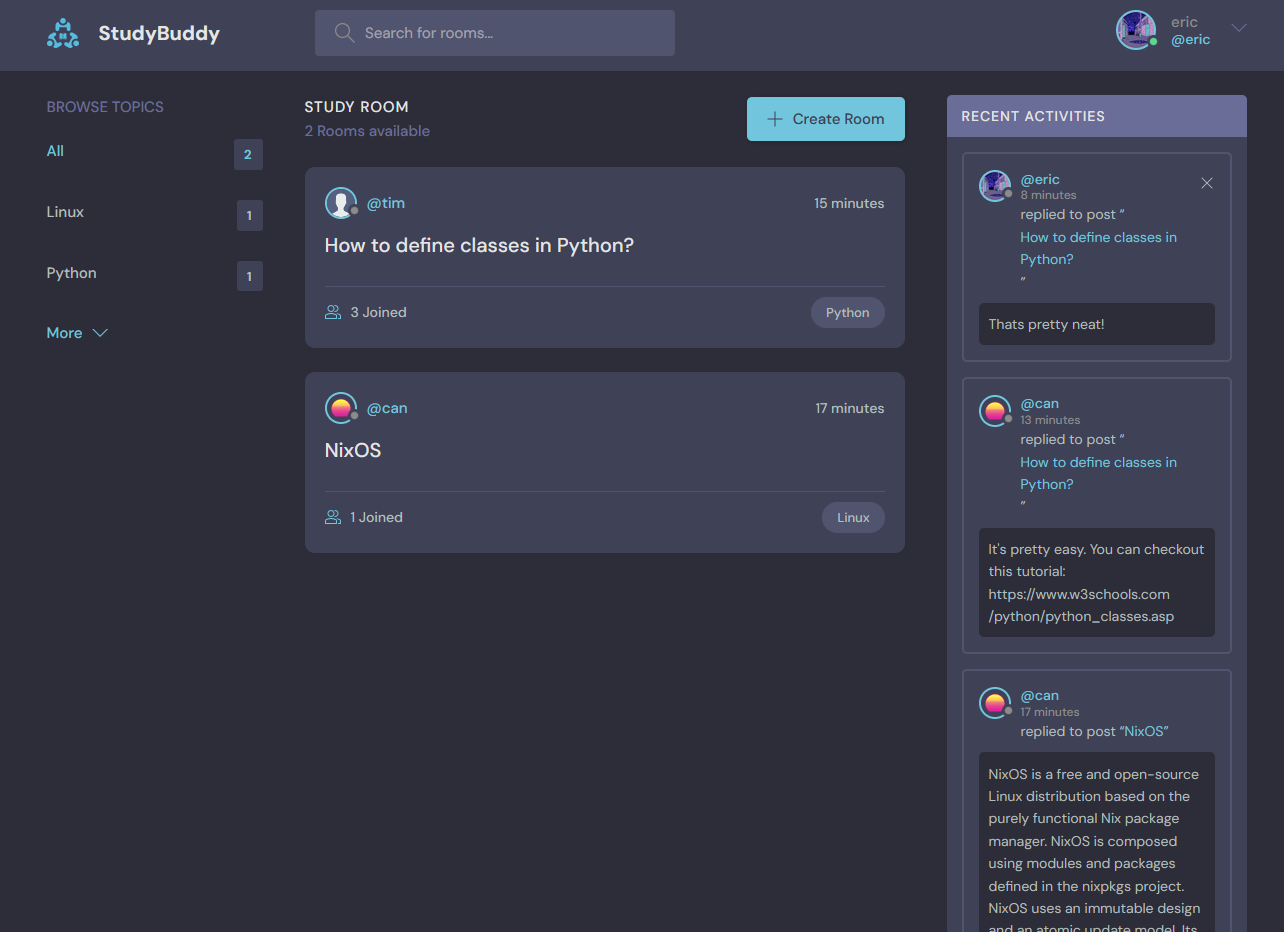 StudyBuddy
Search for rooms...
eric
@eric
BROWSE TOPICS
All
2
Linux
1
Python
1
More
STUDY ROOM
2 Rooms available
Create Room
@tim
15 minutes
How to define classes in Python?
3 Joined
Python
@can
17 minutes
NixOS
1 Joined
Linux
RECENT ACTIVITIES
@eric
8 minutes
replied to post “
How to define classes in
Python?
”
Thats pretty neat!
@can
13 minutes
replied to post “
How to define classes in
Python?
”
It's pretty easy. You can checkout
this tutorial:
https://www.w3schools.com
/python/python_classes.asp
@can
17 minutes
replied to post “NixOS”
NixOS is a free and open-source
Linux distribution based on the
purely functional Nix package
manager. NixOS is composed
using modules and packages
defined in the nixpkgs project.
NixOS uses an immutable design
and an atomic update model. Its